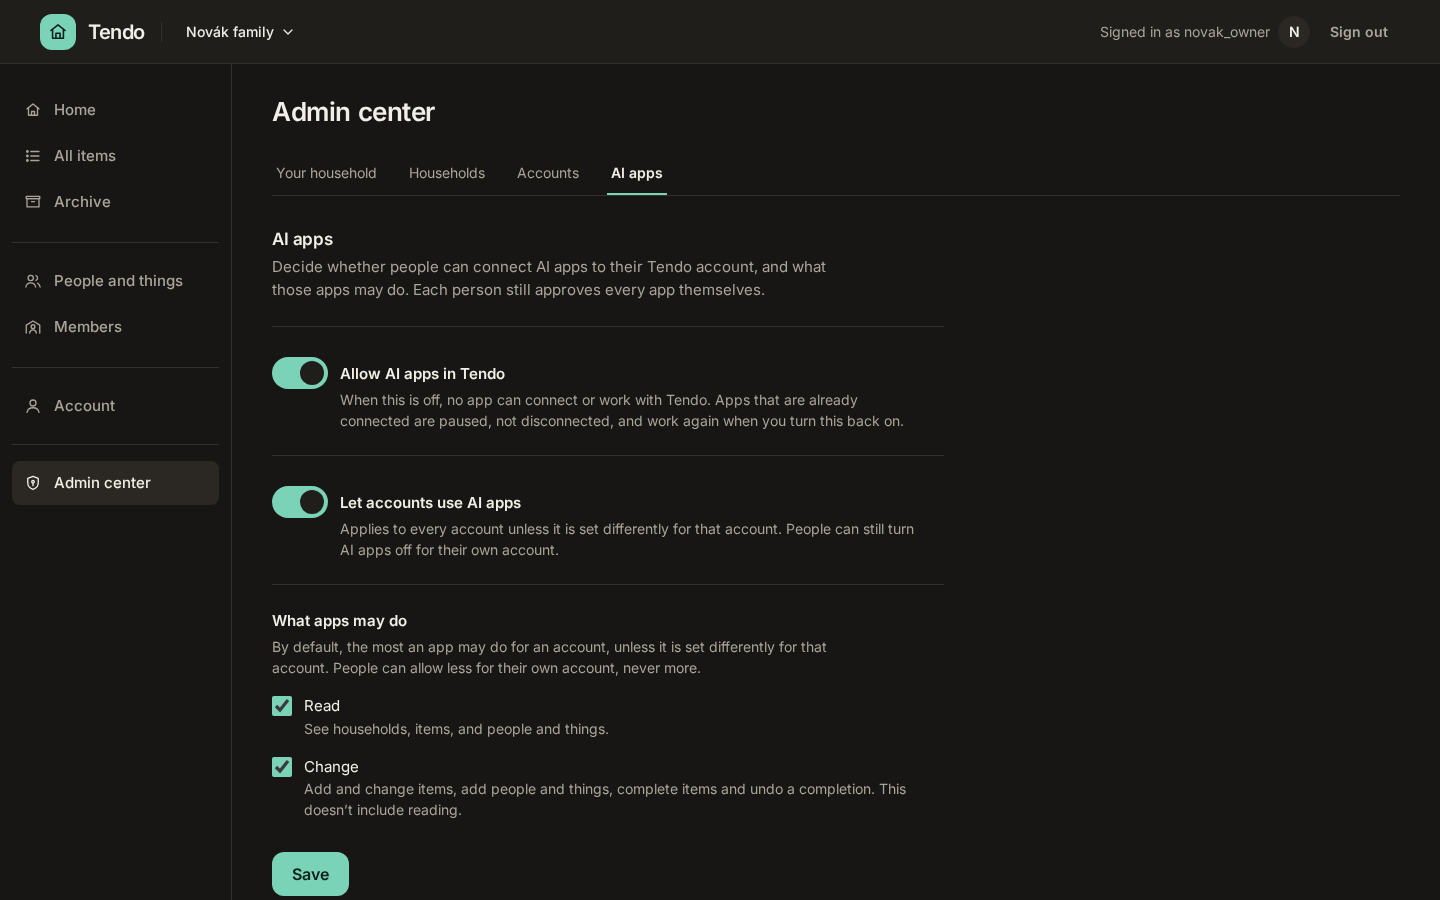 Tendo
Novák family
Signed in as novak_owner
N
Sign out
Home
All items
Archive
People and things
Members
Account
Admin center
Admin center
Your household
Households
Accounts
AI apps
AI apps
Decide whether people can connect AI apps to their Tendo account, and what
those apps may do. Each person still approves every app themselves.
Allow AI apps in Tendo
When this is off, no app can connect or work with Tendo. Apps that are already
connected are paused, not disconnected, and work again when you turn this back on.
Let accounts use AI apps
Applies to every account unless it is set differently for that account. People can still turn
AI apps off for their own account.
What apps may do
By default, the most an app may do for an account, unless it is set differently for that
account. People can allow less for their own account, never more.
Read
See households, items, and people and things.
Change
Add and change items, add people and things, complete items and undo a completion. This
doesn’t include reading.
Save